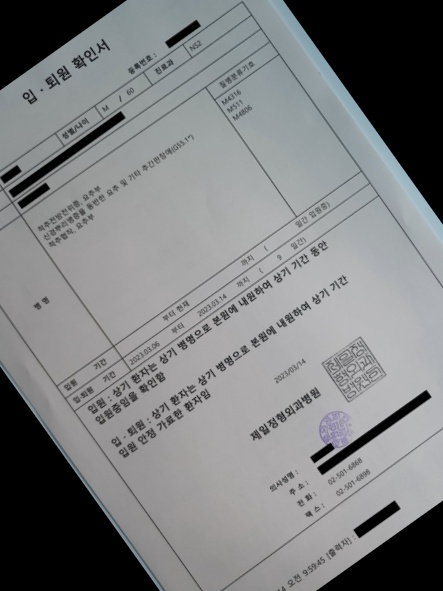 입 · 퇴원 확인서
등록번호 :
성별/나이 M / 60 진료과 NS2
질병분류기호
병 명
척추전방전위증, 요추부
신경뿌리병증을 동반한 요추 및 기타 추간판장애(G55.1*)
척추협착, 요추부
M4316
M511
M4806
입원 기간 부터 현재 까지 ( 일간 입원중)
입·퇴원 기간 2023.03.06 부터 2023.03.14 까지 ( 9 일간)
입원 : 상기 환자는 상기 병명으로 본원에 내원하여 상기 기간 동안
입원중임을 확인함
입 · 퇴원 : 상기 환자는 상기 병명으로 본원에 내원하여 상기 기간
입원 안정 가료한 환자임
2023/03/14
제일정형외과병원
의사성명 :
주 소 :
전 화 : 02-501-6868
팩 스 : 02-501-6898
오전 9:59:45 [출력자] :